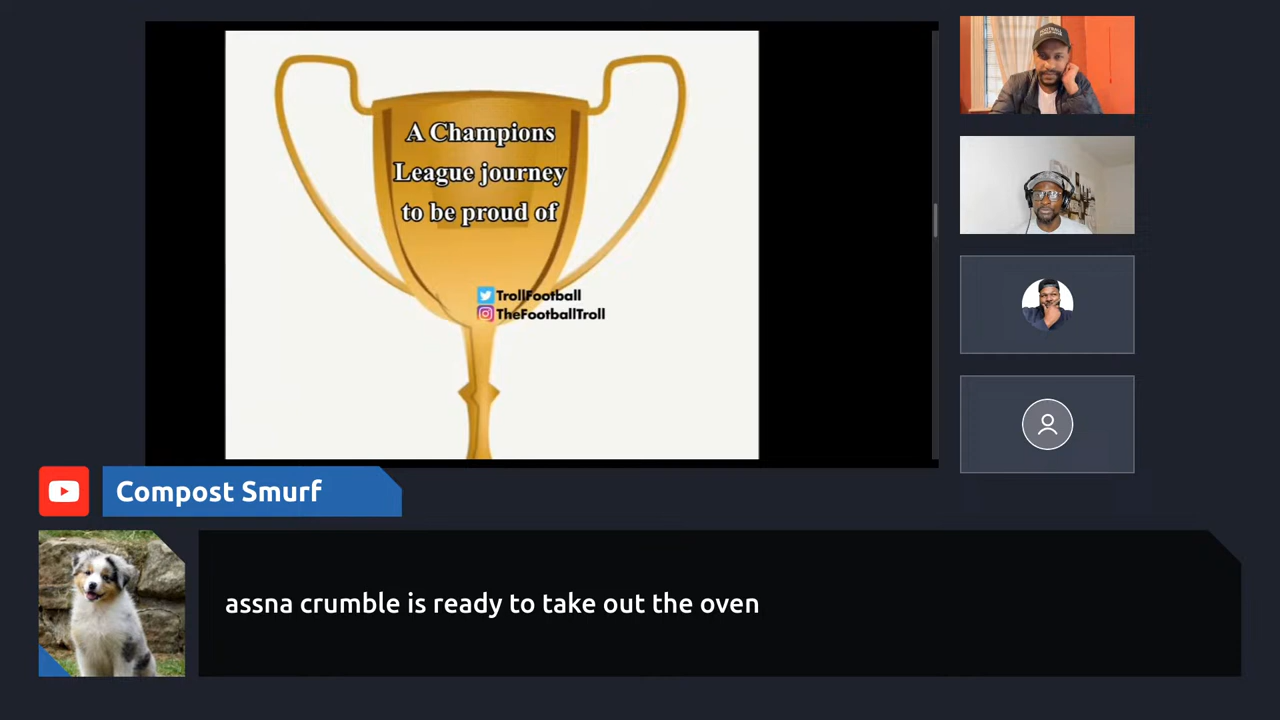 A Champions
League journey
to be proud of
TrollFootball
TheFootballTroll
Compost Smurf
assna crumble is ready to take out the oven